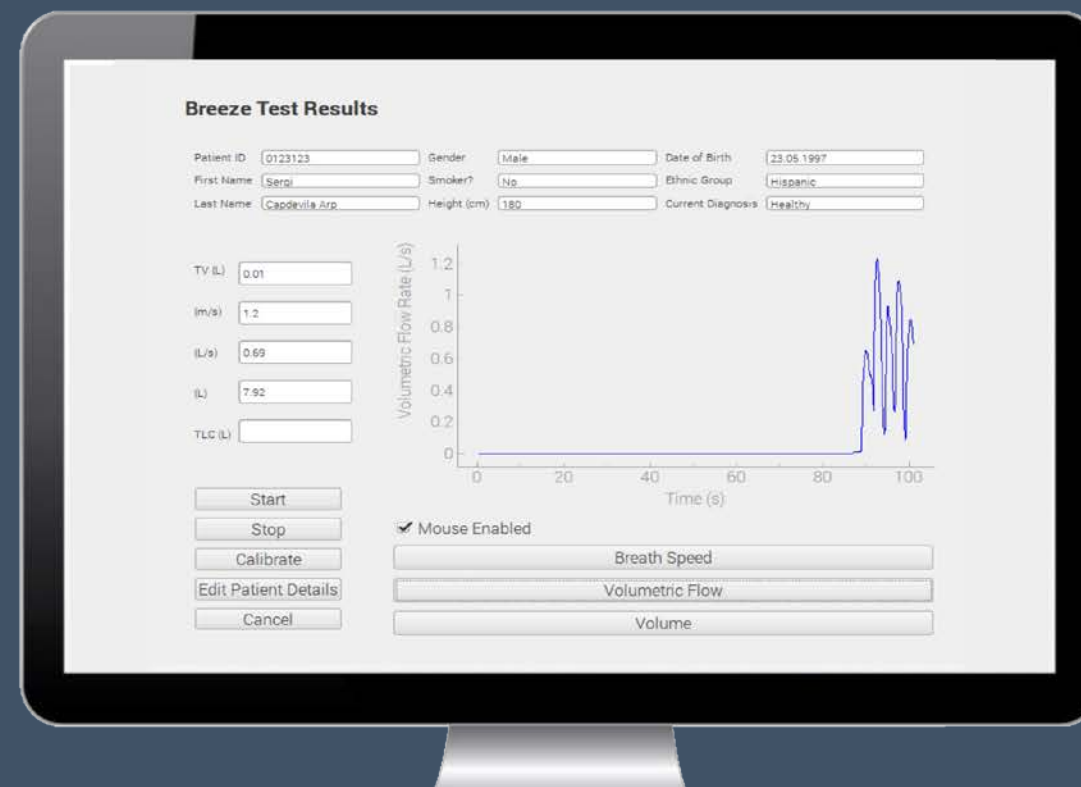 Breeze Test Results
Patient ID 0123123 Gender Male Date of Birth 23.05.1997
First Name Sergi Smoker? No Ethnic Group Hispanic
Last Name Capdevila Arp Height (cm) 180 Current Diagnosis Healthy
TV (L) 0.01
(m/s) 1.2
(L/s) 0.69
(L) 7.92
TLC (L)
Volumetric Flow Rate (L/s)
1.2
1
0.8
0.6
0.4
0.2
0
0 20 40 60 80 100
Time (s)
Start
Stop
Calibrate
Edit Patient Details
Cancel
Mouse Enabled
Breath Speed
Volumetric Flow
Volume